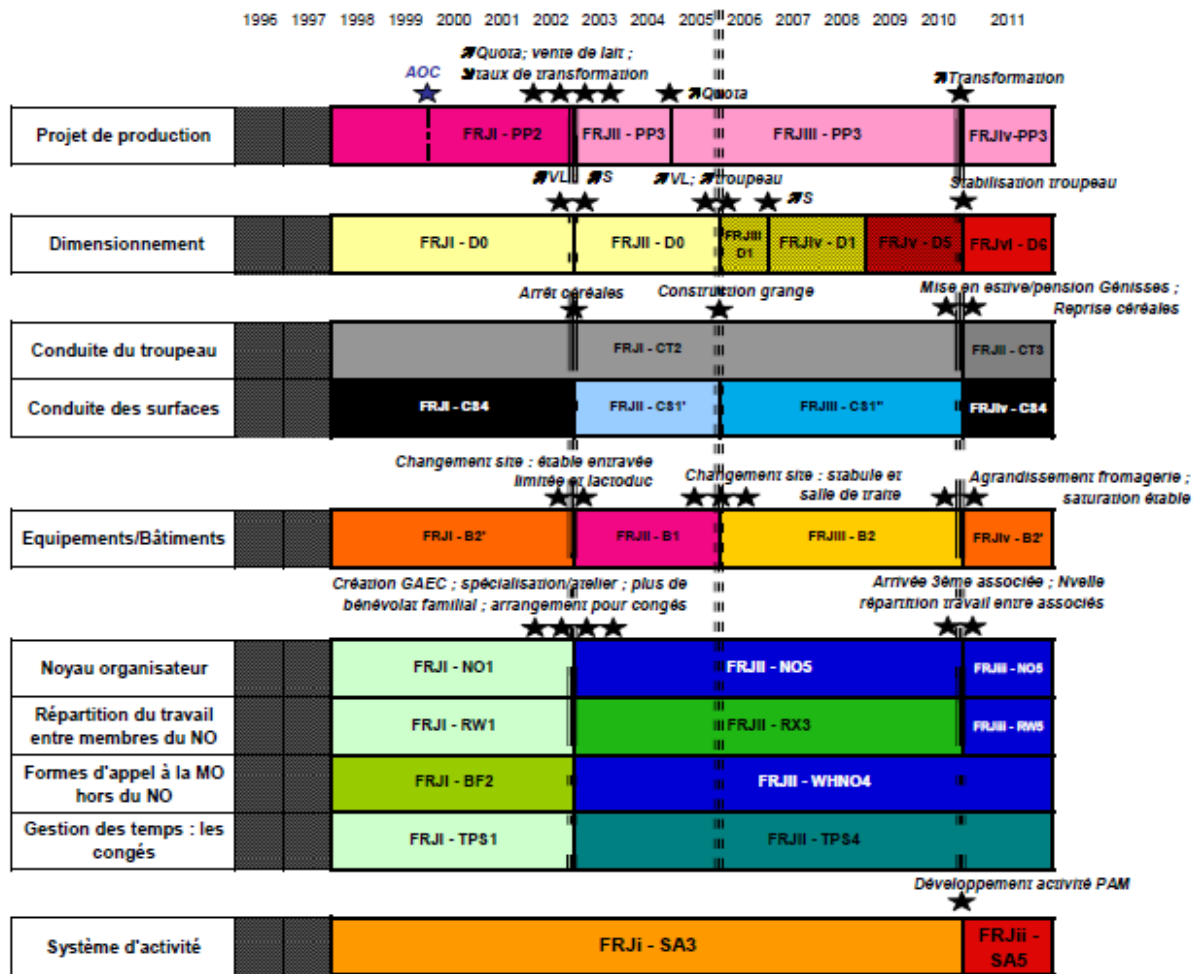 1996 1997 1998 1999 2000 2001 2002 2003 2004 2005 2006 2007 2008 2009 2010 2011
Quota; vente de lait ;
AOC
taux de transformation
Quota
Transformation
Projet de production
FRJI - PP2
FRJII - PP3
FRJIII - PP3
FRJIv-PP3
VL
S
VL; troupeau
S
Stabilisation troupeau
Dimensionnement
FRJI - D0
FRJII - D0
FRJIII
D1
FRJIv - D1
FRJv - D5
FRJvI - D6
Arrêt céréales
Construction grange
Mise en estive/pension Génisses ;
Reprise céréales
Conduite du troupeau
FRJI - CT2
FRJII - CT3
Conduite des surfaces
FRJI - CS4
FRJII - CS1'
FRJIII - CS1''
FRJIv - CS4
Changement site : étable entravée
limitée et lactoduc
Changement site : stabule et
salle de traite
Agrandissement fromagerie ;
saturation étable
Equipements/Bâtiments
FRJI - B2'
FRJII - B1
FRJIII - B2
FRJIv - B2'
Création GAEC ; spécialisation/atelier ; plus de
bénévolat familial ; arrangement pour congés
Arrivée 3ème associée ; Nvelle
répartition travail entre associés
Noyau organisateur
FRJI - NO1
FRJII - NO5
FRJiii - NO5
Répartition du travail
entre membres du NO
FRJI - RW1
FRJII - RX3
FRJiii - RW5
Formes d'appel à la MO
hors du NO
FRJI - BF2
FRJII - WHNO4
Gestion des temps : les
congés
FRJI - TPS1
FRJII - TPS4
Développement activité PAM
Système d'activité
FRJi - SA3
FRJii -
SA5